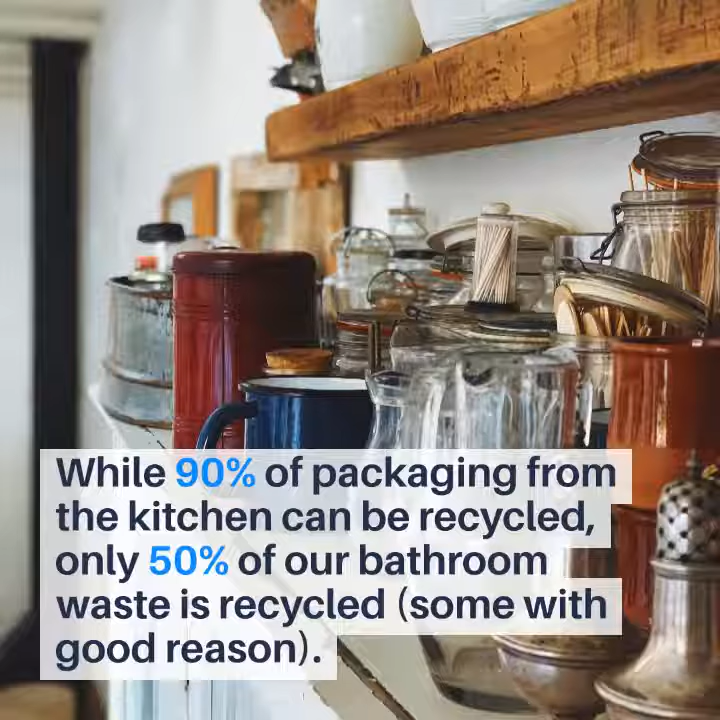 While 90% of packaging from
the kitchen can be recycled,
only 50% of our bathroom
waste is recycled (some with
good reason).